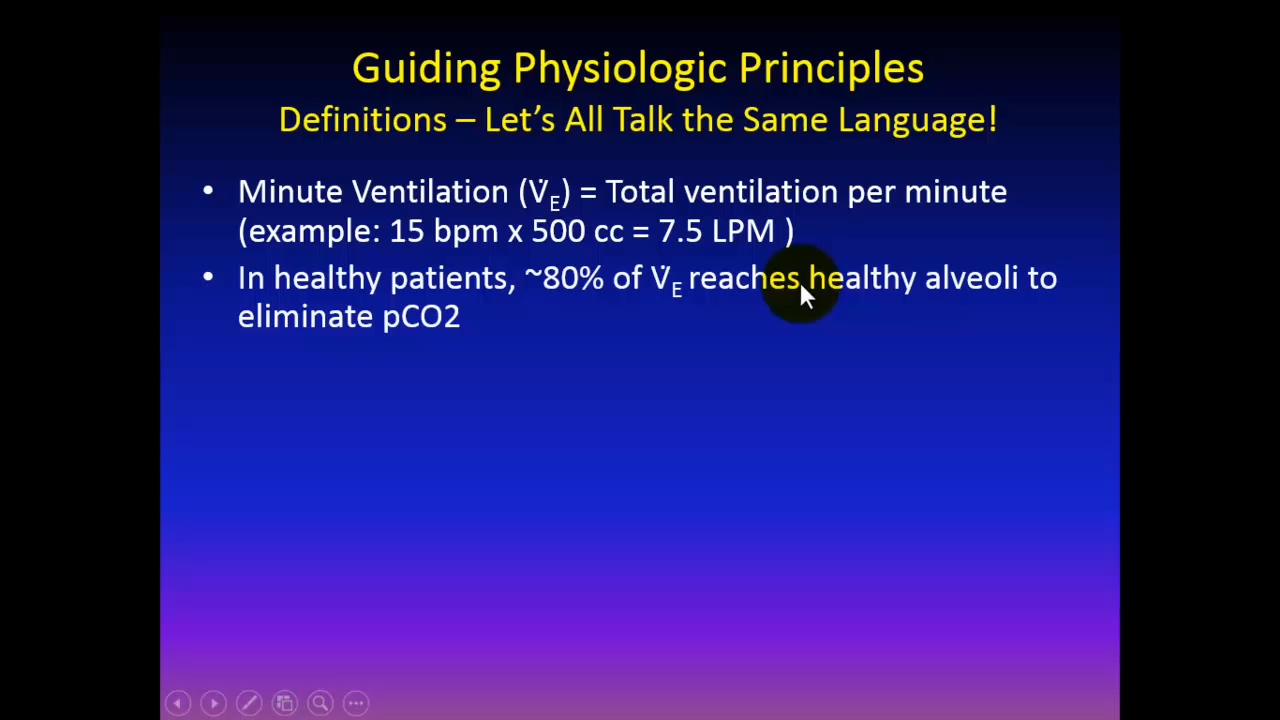 Guiding Physiologic Principles
Definitions – Let's All Talk the Same Language!
• Minute Ventilation (V̇E) = Total ventilation per minute
(example: 15 bpm x 500 cc = 7.5 LPM )
• In healthy patients, ~80% of V̇E reaches healthy alveoli to
eliminate pCO2